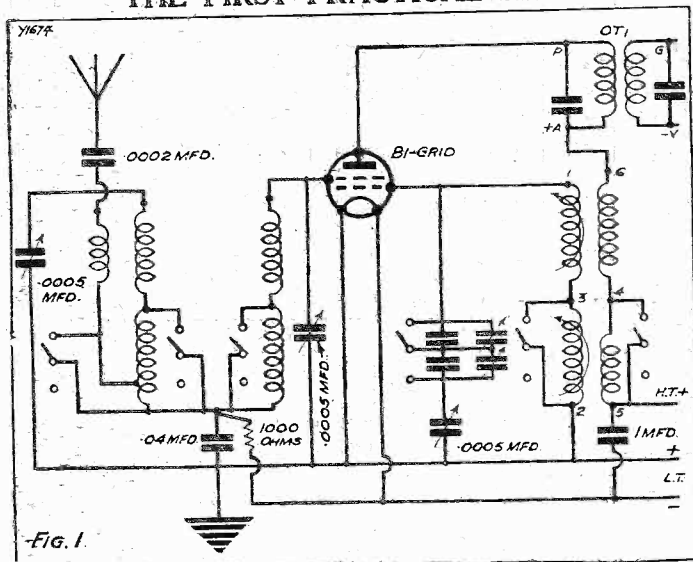 THE FIRST PRACTICAL
Y1674
P
OT1
G
+A
-V
.0002 MFD.
BI-GRID
1
6
.0005
MFD.
3
4
.0005 MFD.
H.T.+
2
5
.04 MFD.
1000
OHMS
.0005 MFD.
1 MFD.
+
L.T.
-
FIG. 1.